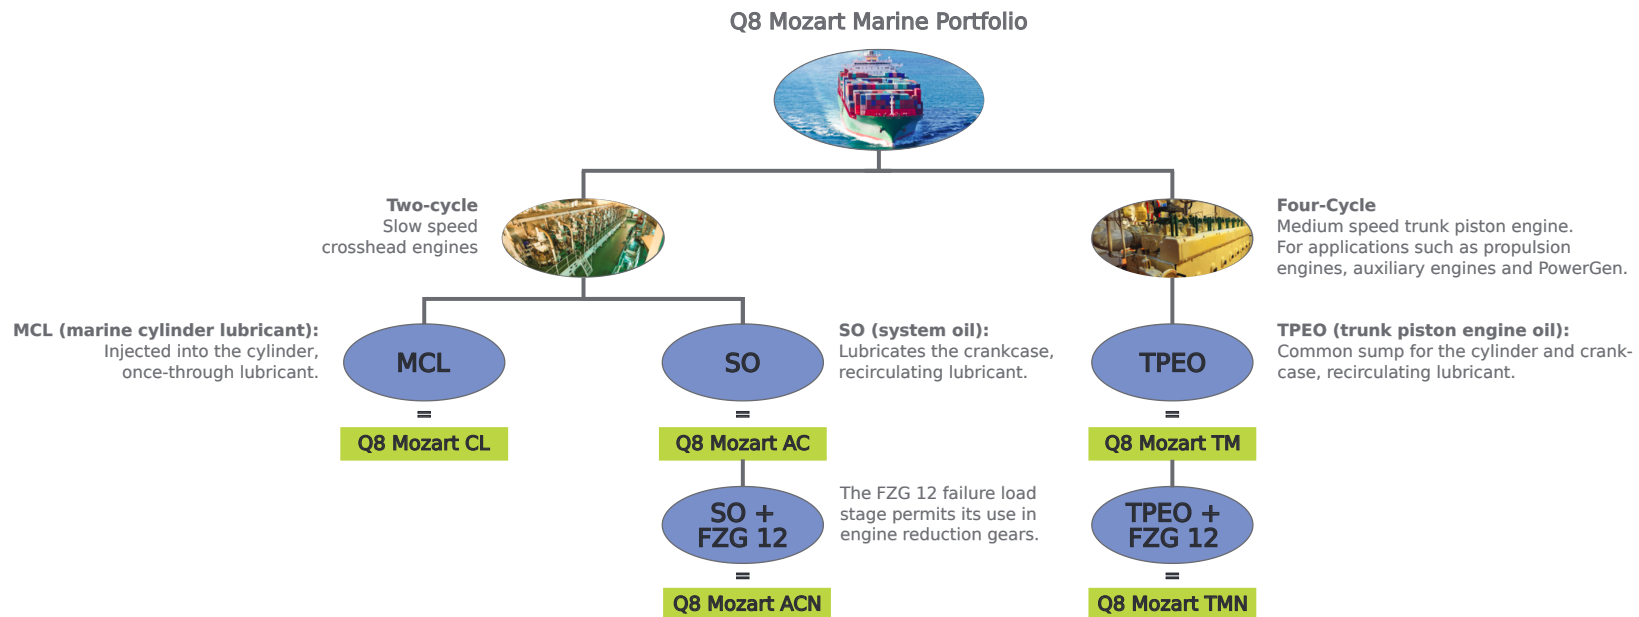 Q8 Mozart Marine Portfolio
Two-cycle
Slow speed
crosshead engines
Four-Cycle
Medium speed trunk piston engine.
For applications such as propulsion
engines, auxiliary engines and PowerGen.
MCL (marine cylinder lubricant):
Injected into the cylinder,
once-through lubricant.
MCL
=
Q8 Mozart CL
SO
SO (system oil):
Lubricates the crankcase,
recirculating lubricant.
=
Q8 Mozart AC
SO +
FZG 12
The FZG 12 failure load
stage permits its use in
engine reduction gears.
=
Q8 Mozart ACN
TPEO
TPEO (trunk piston engine oil):
Common sump for the cylinder and crank-
case, recirculating lubricant.
=
Q8 Mozart TM
TPEO +
FZG 12
=
Q8 Mozart TMN